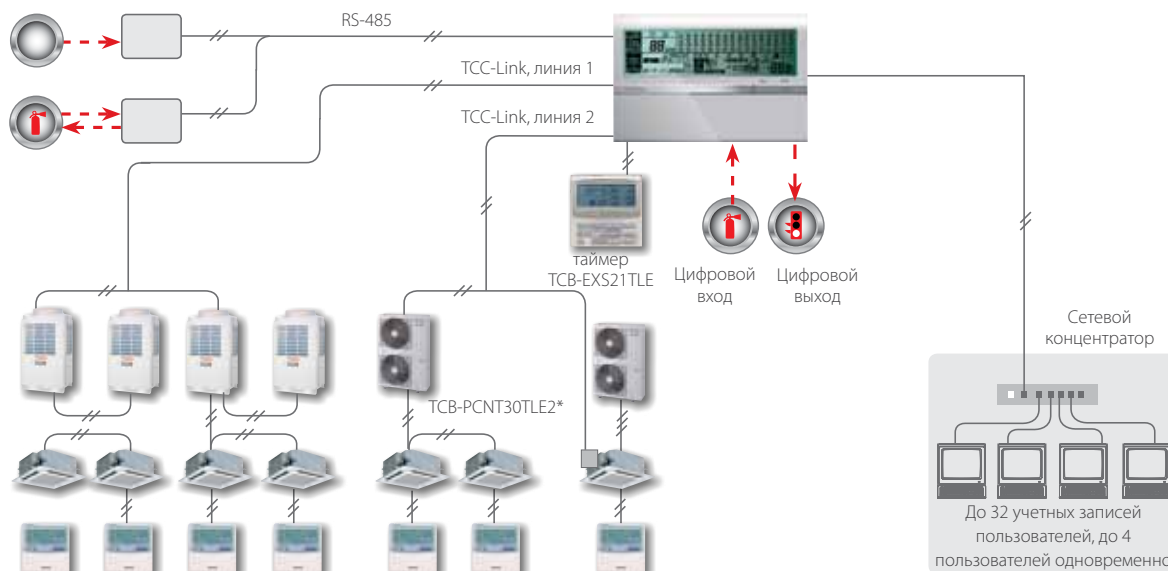 RS-485
TCC-Link, линия 1
TCC-Link, линия 2
таймер
TCB-EXS21TLE
Цифровой
вход
Цифровой
выход
Сетевой
концентратор
TCB-PCNT30TLE2*
До 32 учетных записей
пользователей, до 4
пользователей одновременно